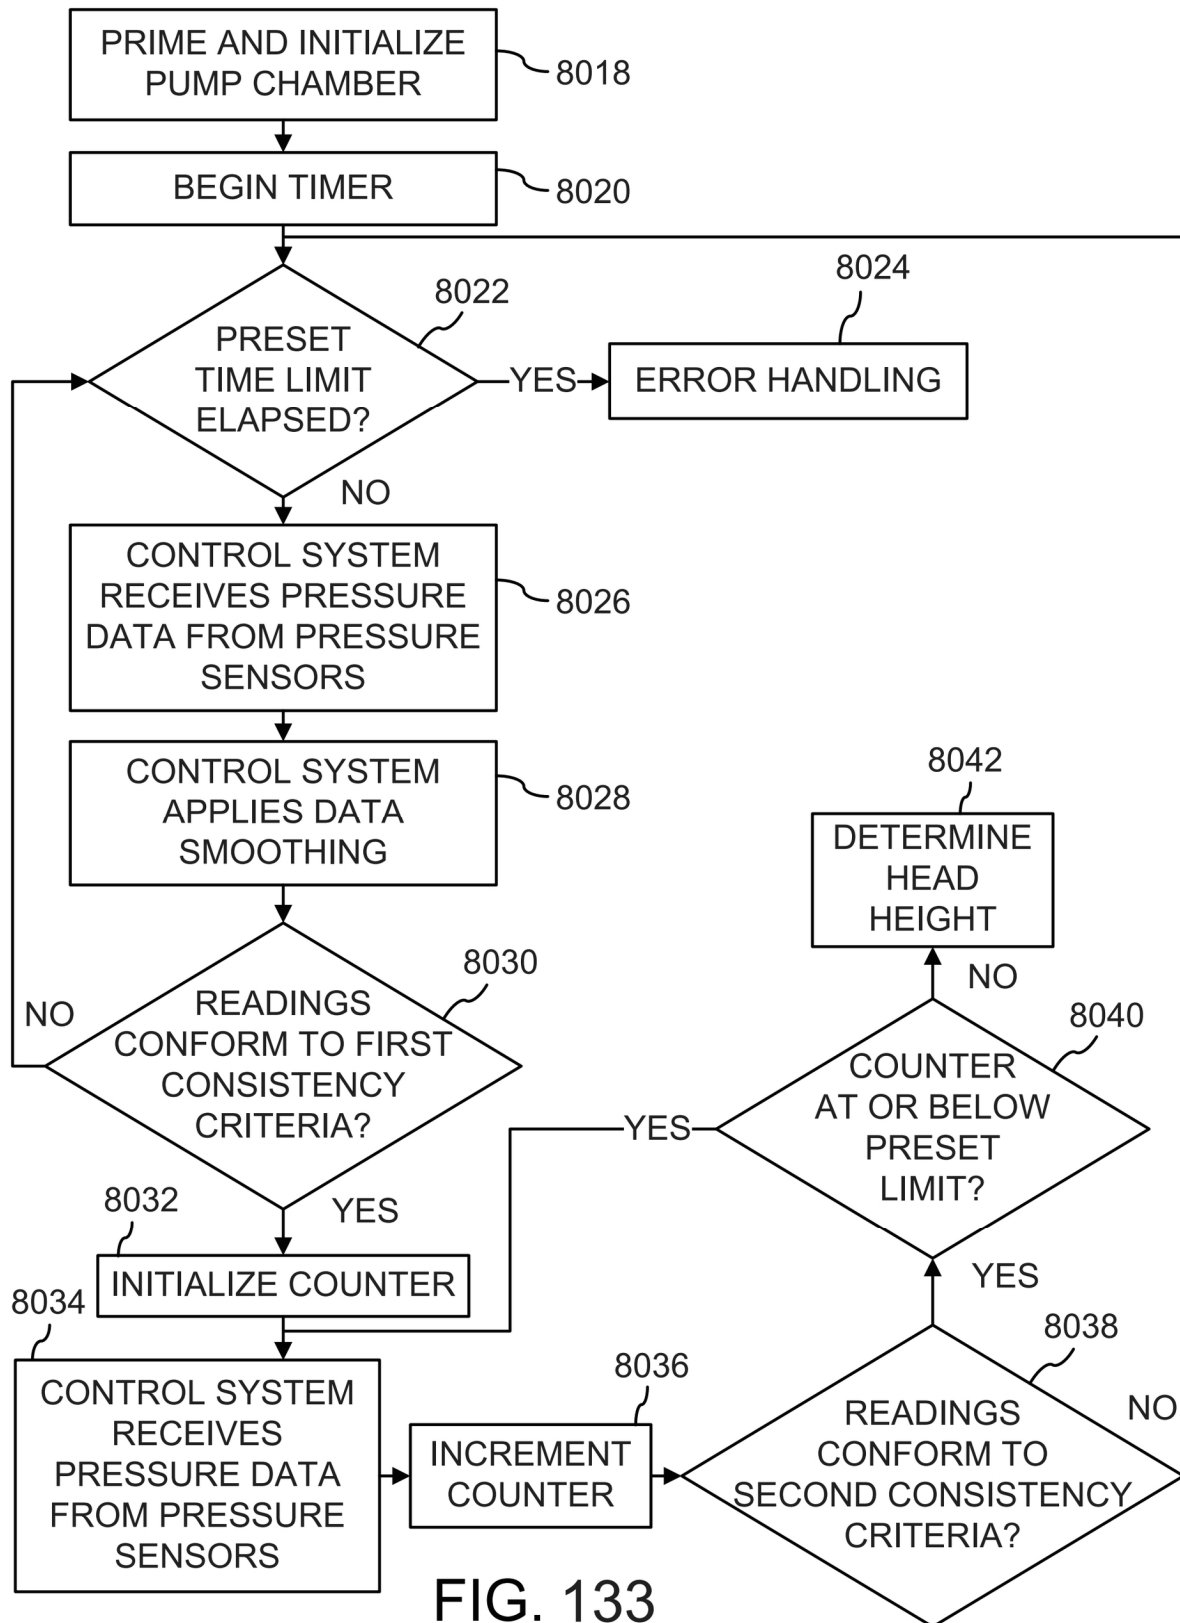 PRIME AND INITIALIZE
PUMP CHAMBER
8018
BEGIN TIMER
8020
8022
PRESET
TIME LIMIT
ELAPSED?
YES
8024
ERROR HANDLING
NO
CONTROL SYSTEM
RECEIVES PRESSURE
DATA FROM PRESSURE
SENSORS
8026
CONTROL SYSTEM
APPLIES DATA
SMOOTHING
8028
8030
READINGS
CONFORM TO FIRST
CONSISTENCY
CRITERIA?
NO
YES
8032
INITIALIZE COUNTER
8034
CONTROL SYSTEM
RECEIVES
PRESSURE DATA
FROM PRESSURE
SENSORS
8036
INCREMENT
COUNTER
8038
READINGS
CONFORM TO
SECOND CONSISTENCY
CRITERIA?
NO
YES
8040
COUNTER
AT OR BELOW
PRESET
LIMIT?
YES
NO
8042
DETERMINE
HEAD
HEIGHT
FIG. 133